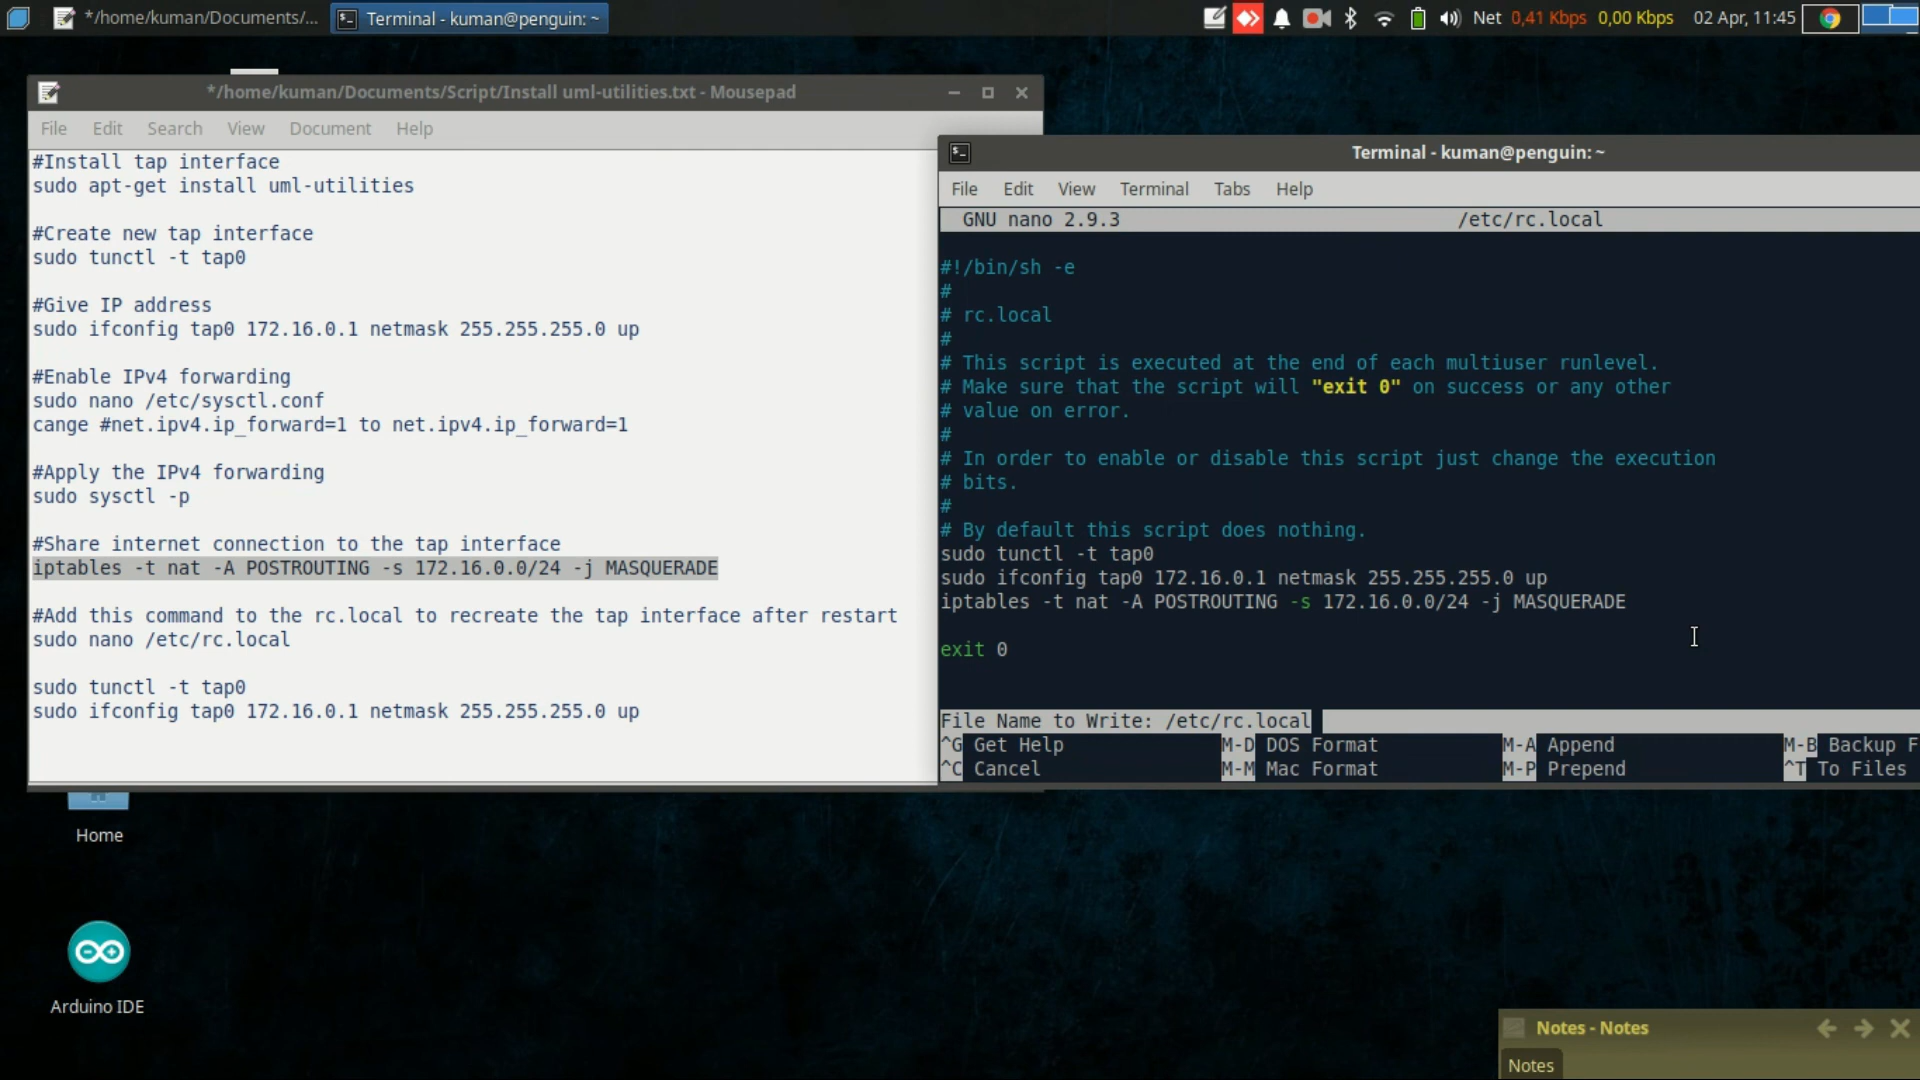 */home/kuman/Documents/...
Terminal - kuman@penguin: ~
Net 0,41 Kbps 0,00 Kbps 02 Apr, 11:45
*/home/kuman/Documents/Script/Install uml-utilities.txt - Mousepad
File Edit Search View Document Help
#Install tap interface
sudo apt-get install uml-utilities
#Create new tap interface
sudo tunctl -t tap0
#Give IP address
sudo ifconfig tap0 172.16.0.1 netmask 255.255.255.0 up
#Enable IPv4 forwarding
sudo nano /etc/sysctl.conf
cange #net.ipv4.ip_forward=1 to net.ipv4.ip_forward=1
#Apply the IPv4 forwarding
sudo sysctl -p
#Share internet connection to the tap interface
iptables -t nat -A POSTROUTING -s 172.16.0.0/24 -j MASQUERADE
#Add this command to the rc.local to recreate the tap interface after restart
sudo nano /etc/rc.local
sudo tunctl -t tap0
sudo ifconfig tap0 172.16.0.1 netmask 255.255.255.0 up
Terminal - kuman@penguin: ~
File Edit View Terminal Tabs Help
GNU nano 2.9.3 /etc/rc.local
#!/bin/sh -e
#
# rc.local
#
# This script is executed at the end of each multiuser runlevel.
# Make sure that the script will "exit 0" on success or any other
# value on error.
#
# In order to enable or disable this script just change the execution
# bits.
#
# By default this script does nothing.
sudo tunctl -t tap0
sudo ifconfig tap0 172.16.0.1 netmask 255.255.255.0 up
iptables -t nat -A POSTROUTING -s 172.16.0.0/24 -j MASQUERADE
exit 0
File Name to Write: /etc/rc.local
^G Get Help M-D DOS Format M-A Append M-B Backup F
^C Cancel M-M Mac Format M-P Prepend ^T To Files
Home
Arduino IDE
Notes - Notes
Notes